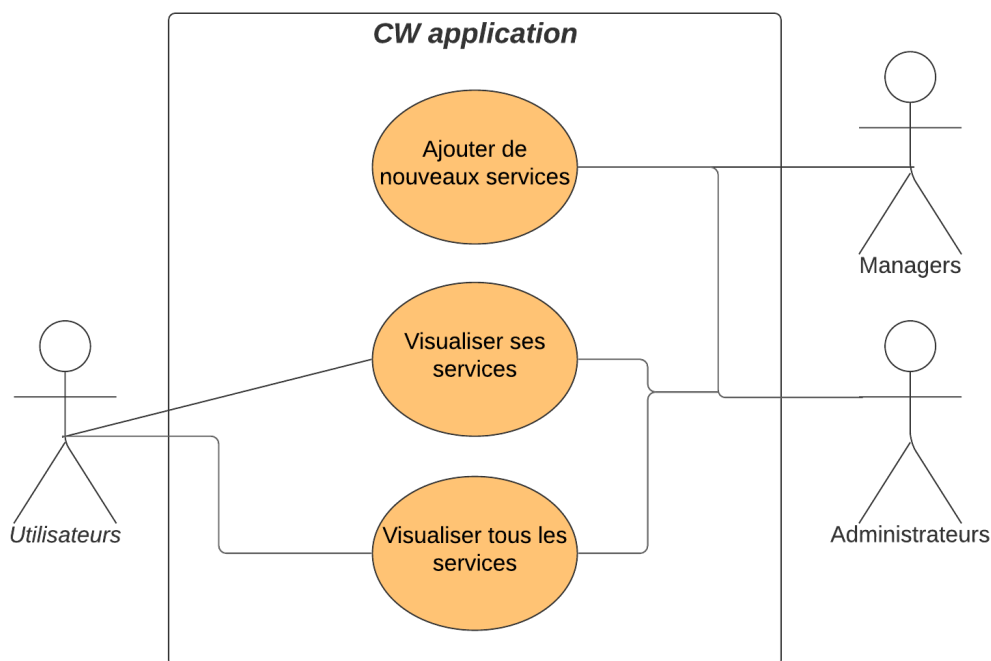 CW application
Ajouter de
nouveaux services
Managers
Visualiser ses
services
Utilisateurs
Administrateurs
Visualiser tous les
services